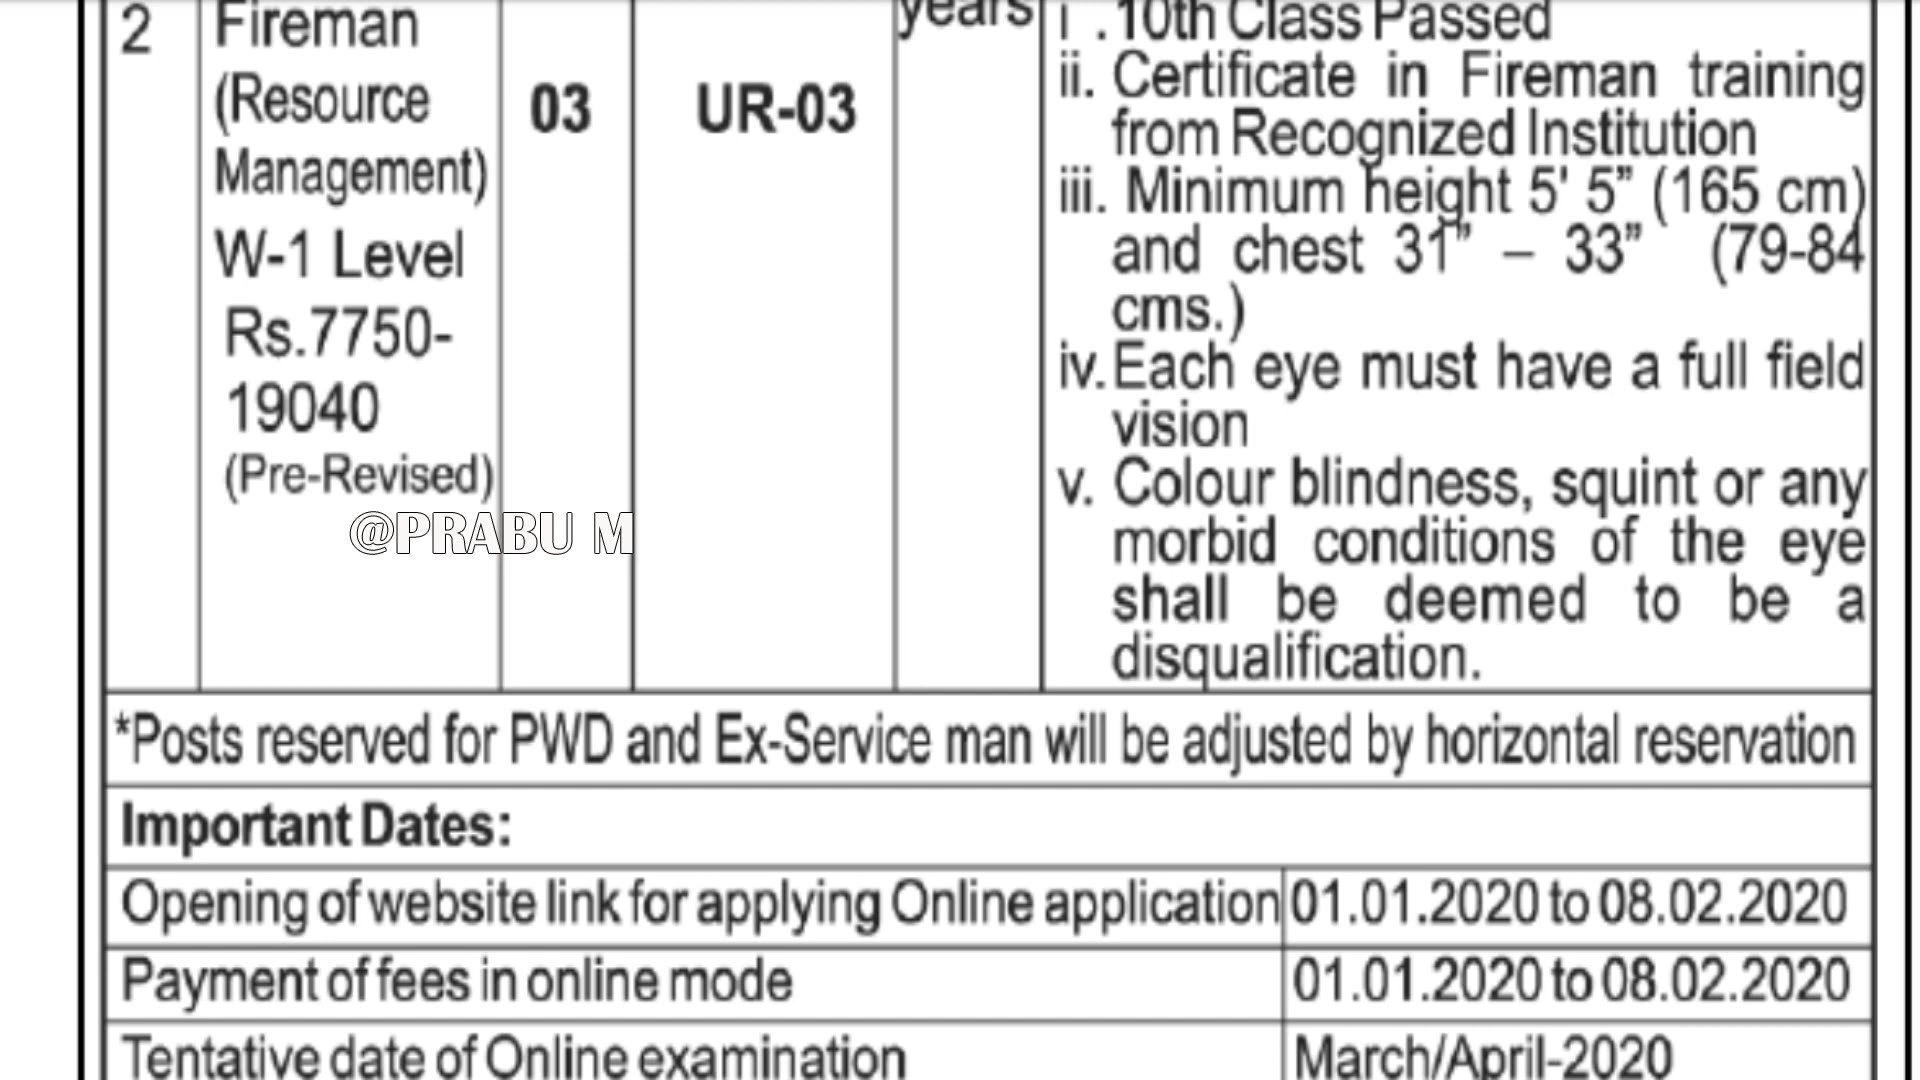 2
Fireman
(Resource
Management)
W-1 Level
Rs.7750-
19040
(Pre-Revised)
03
UR-03
years
i .10th Class Passed
ii. Certificate in Fireman training
from Recognized Institution
iii. Minimum height 5' 5” (165 cm)
and chest 31” – 33” (79-84
cms.)
iv.Each eye must have a full field
vision
v. Colour blindness, squint or any
morbid conditions of the eye
shall be deemed to be a
disqualification.
@PRABU M
*Posts reserved for PWD and Ex-Service man will be adjusted by horizontal reservation
Important Dates:
Opening of website link for applying Online application 01.01.2020 to 08.02.2020
Payment of fees in online mode 01.01.2020 to 08.02.2020
Tentative date of Online examination March/April-2020